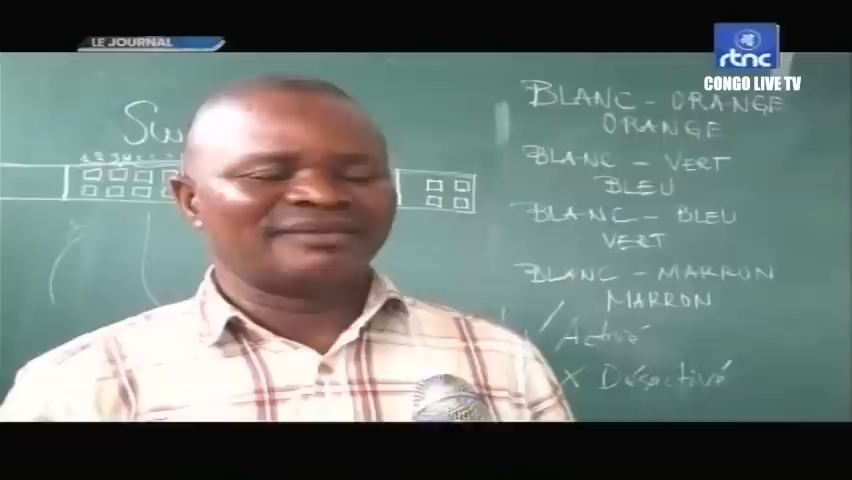 LE JOURNAL
rtnc
CONGO LIVE TV
BLANC - ORANGE
ORANGE
BLANC - VERT
BLEU
BLANC - BLEU
VERT
BLANC - MARRON
MARRON
✓ Activé
X Désactivé